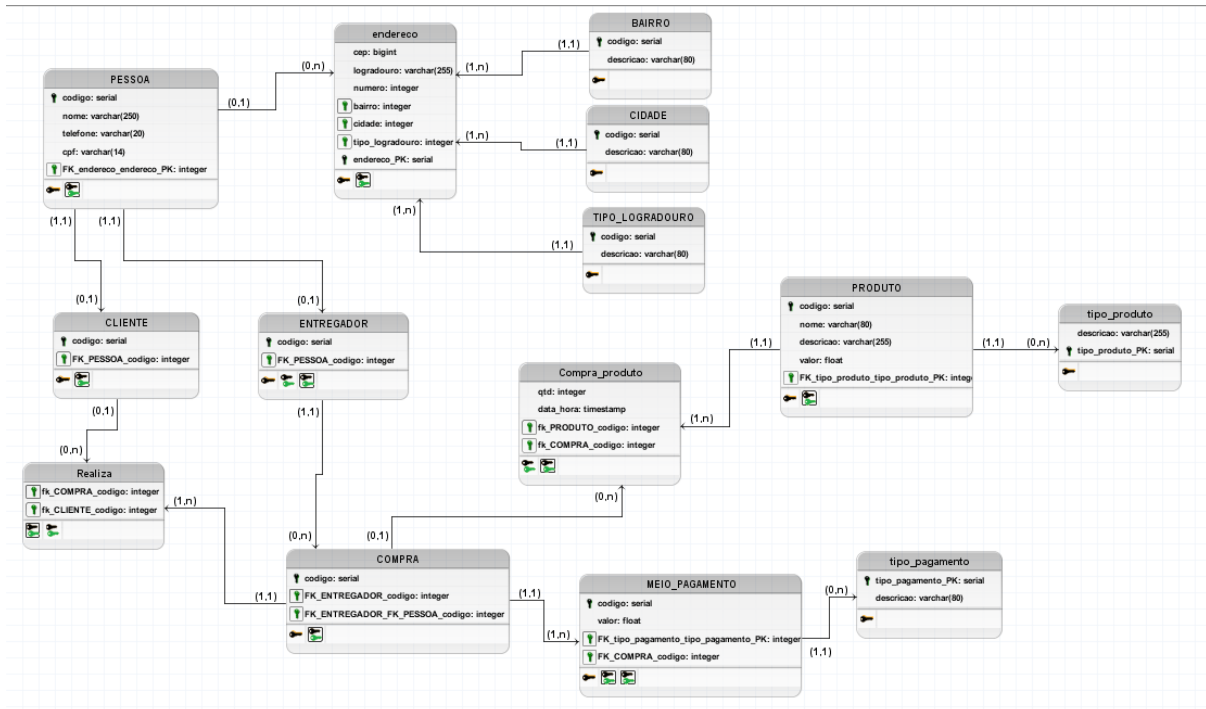 BAIRRO
codigo: serial
descricao: varchar(80)
endereco
cep: bigint
logradouro: varchar(255)
numero: integer
bairro: integer
cidade: integer
tipo_logradouro: integer
endereco_PK: serial
(1,1)
(1,n)
(0,n)
(0,1)
PESSOA
codigo: serial
nome: varchar(250)
telefone: varchar(20)
cpf: varchar(14)
FK_endereco_endereco_PK: integer
CIDADE
codigo: serial
descricao: varchar(80)
(1,n)
(1,1)
(1,n)
(1,1)
TIPO_LOGRADOURO
codigo: serial
descricao: varchar(80)
(1,1)
(1,1)
(0,1)
(0,1)
CLIENTE
codigo: serial
FK_PESSOA_codigo: integer
ENTREGADOR
codigo: serial
FK_PESSOA_codigo: integer
PRODUTO
codigo: serial
nome: varchar(80)
descricao: varchar(255)
valor: float
FK_tipo_produto_tipo_produto_PK: integ
(1,1)
(1,1)
(0,n)
tipo_produto
descricao: varchar(255)
tipo_produto_PK: serial
Compra_produto
qtd: integer
data_hora: timestamp
fk_PRODUTO_codigo: integer
fk_COMPRA_codigo: integer
(1,n)
(0,n)
(0,1)
(1,1)
(0,n)
Realiza
fk_COMPRA_codigo: integer
fk_CLIENTE_codigo: integer
(1,n)
(1,1)
(0,n)
(0,1)
COMPRA
codigo: serial
FK_ENTREGADOR_codigo: integer
FK_ENTREGADOR_FK_PESSOA_codigo: integer
(1,1)
(1,n)
MEIO_PAGAMENTO
codigo: serial
valor: float
FK_tipo_pagamento_tipo_pagamento_PK: integer
FK_COMPRA_codigo: integer
(0,n)
(1,1)
tipo_pagamento
tipo_pagamento_PK: serial
descricao: varchar(80)